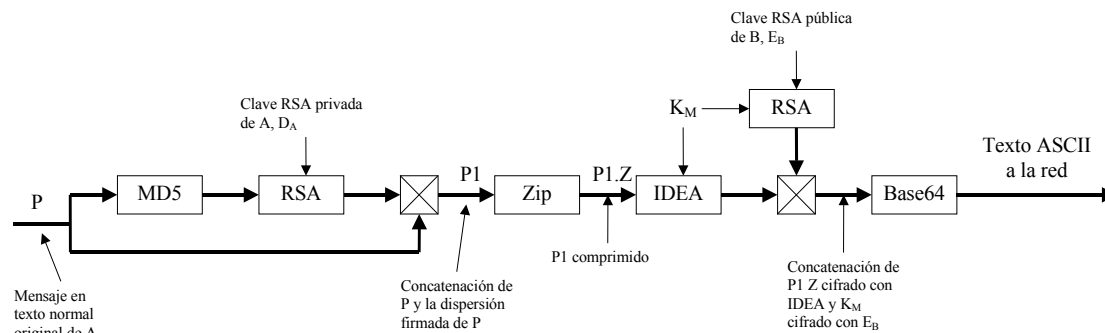 Clave RSA pública
de B, E_B
Clave RSA privada
de A, D_A
K_M
RSA
P
MD5
RSA
P1
Zip
P1.Z
IDEA
Base64
Texto ASCII
a la red
Mensaje en
texto normal
original de A
Concatenación de
P y la dispersión
firmada de P
P1 comprimido
Concatenación de
P1 Z cifrado con
IDEA y K_M
cifrado con E_B